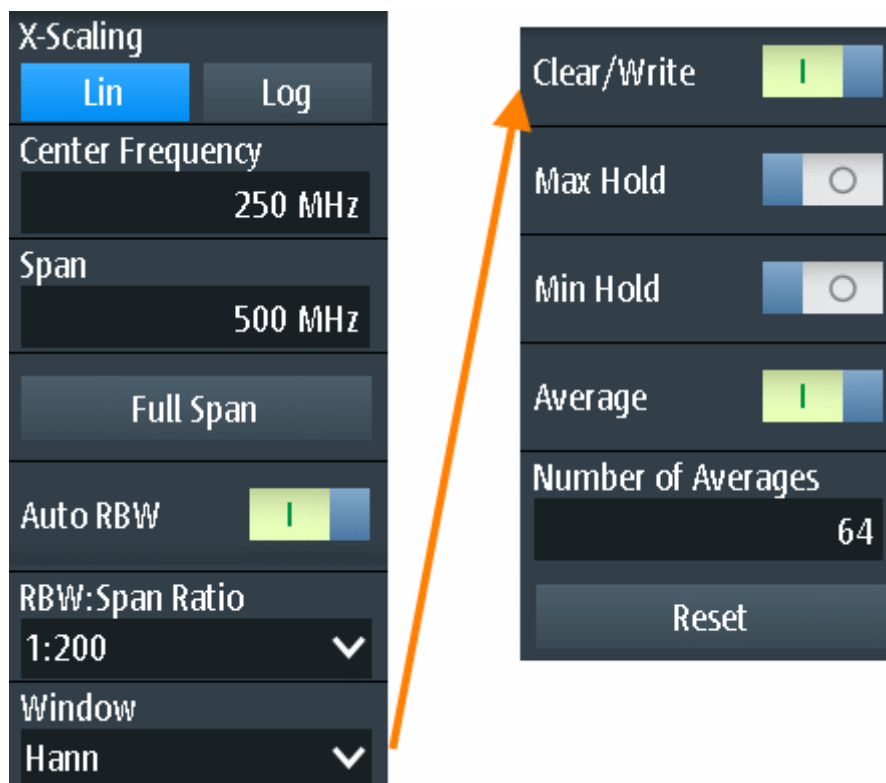 X-Scaling
Lin Log
Center Frequency
250 MHz
Span
500 MHz
Full Span
Auto RBW
RBW:Span Ratio
1:200
Window
Hann
Clear/Write
Max Hold
Min Hold
Average
Number of Averages
64
Reset